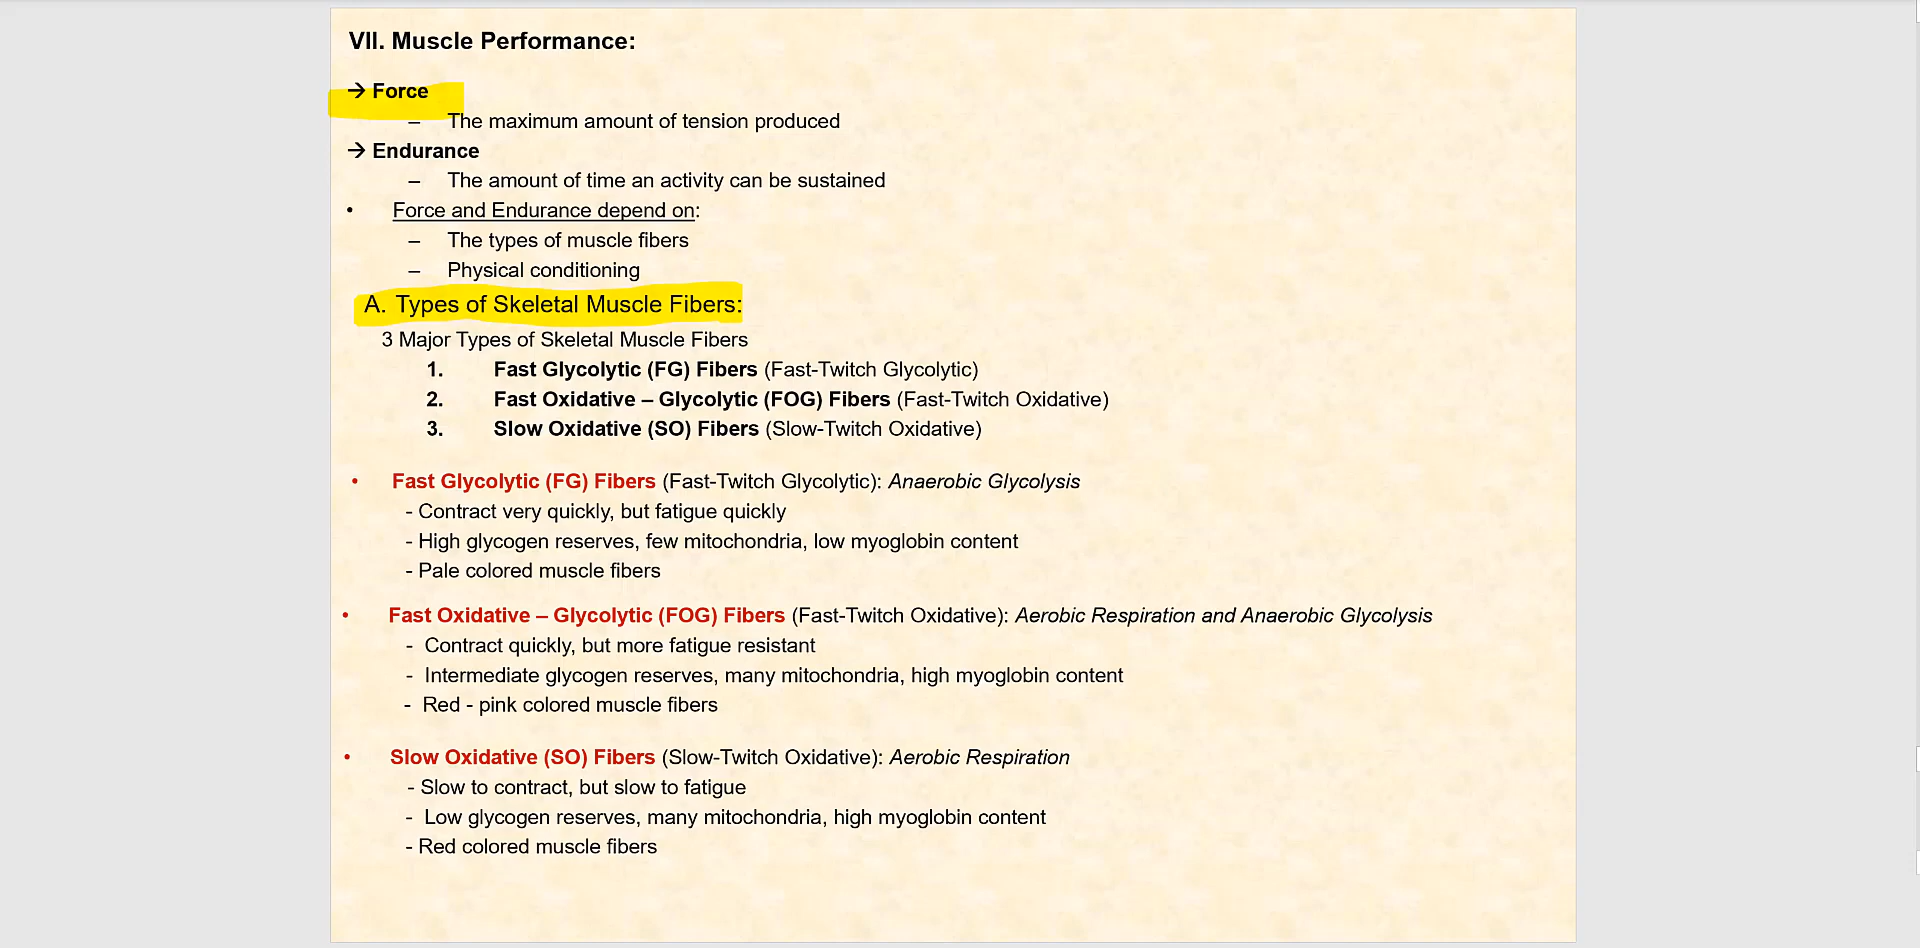 VII. Muscle Performance:
→ Force
– The maximum amount of tension produced
→ Endurance
– The amount of time an activity can be sustained
• Force and Endurance depend on:
– The types of muscle fibers
– Physical conditioning
A. Types of Skeletal Muscle Fibers:
3 Major Types of Skeletal Muscle Fibers
1. Fast Glycolytic (FG) Fibers (Fast-Twitch Glycolytic)
2. Fast Oxidative – Glycolytic (FOG) Fibers (Fast-Twitch Oxidative)
3. Slow Oxidative (SO) Fibers (Slow-Twitch Oxidative)
• Fast Glycolytic (FG) Fibers (Fast-Twitch Glycolytic): Anaerobic Glycolysis
- Contract very quickly, but fatigue quickly
- High glycogen reserves, few mitochondria, low myoglobin content
- Pale colored muscle fibers
• Fast Oxidative – Glycolytic (FOG) Fibers (Fast-Twitch Oxidative): Aerobic Respiration and Anaerobic Glycolysis
- Contract quickly, but more fatigue resistant
- Intermediate glycogen reserves, many mitochondria, high myoglobin content
- Red - pink colored muscle fibers
• Slow Oxidative (SO) Fibers (Slow-Twitch Oxidative): Aerobic Respiration
- Slow to contract, but slow to fatigue
- Low glycogen reserves, many mitochondria, high myoglobin content
- Red colored muscle fibers